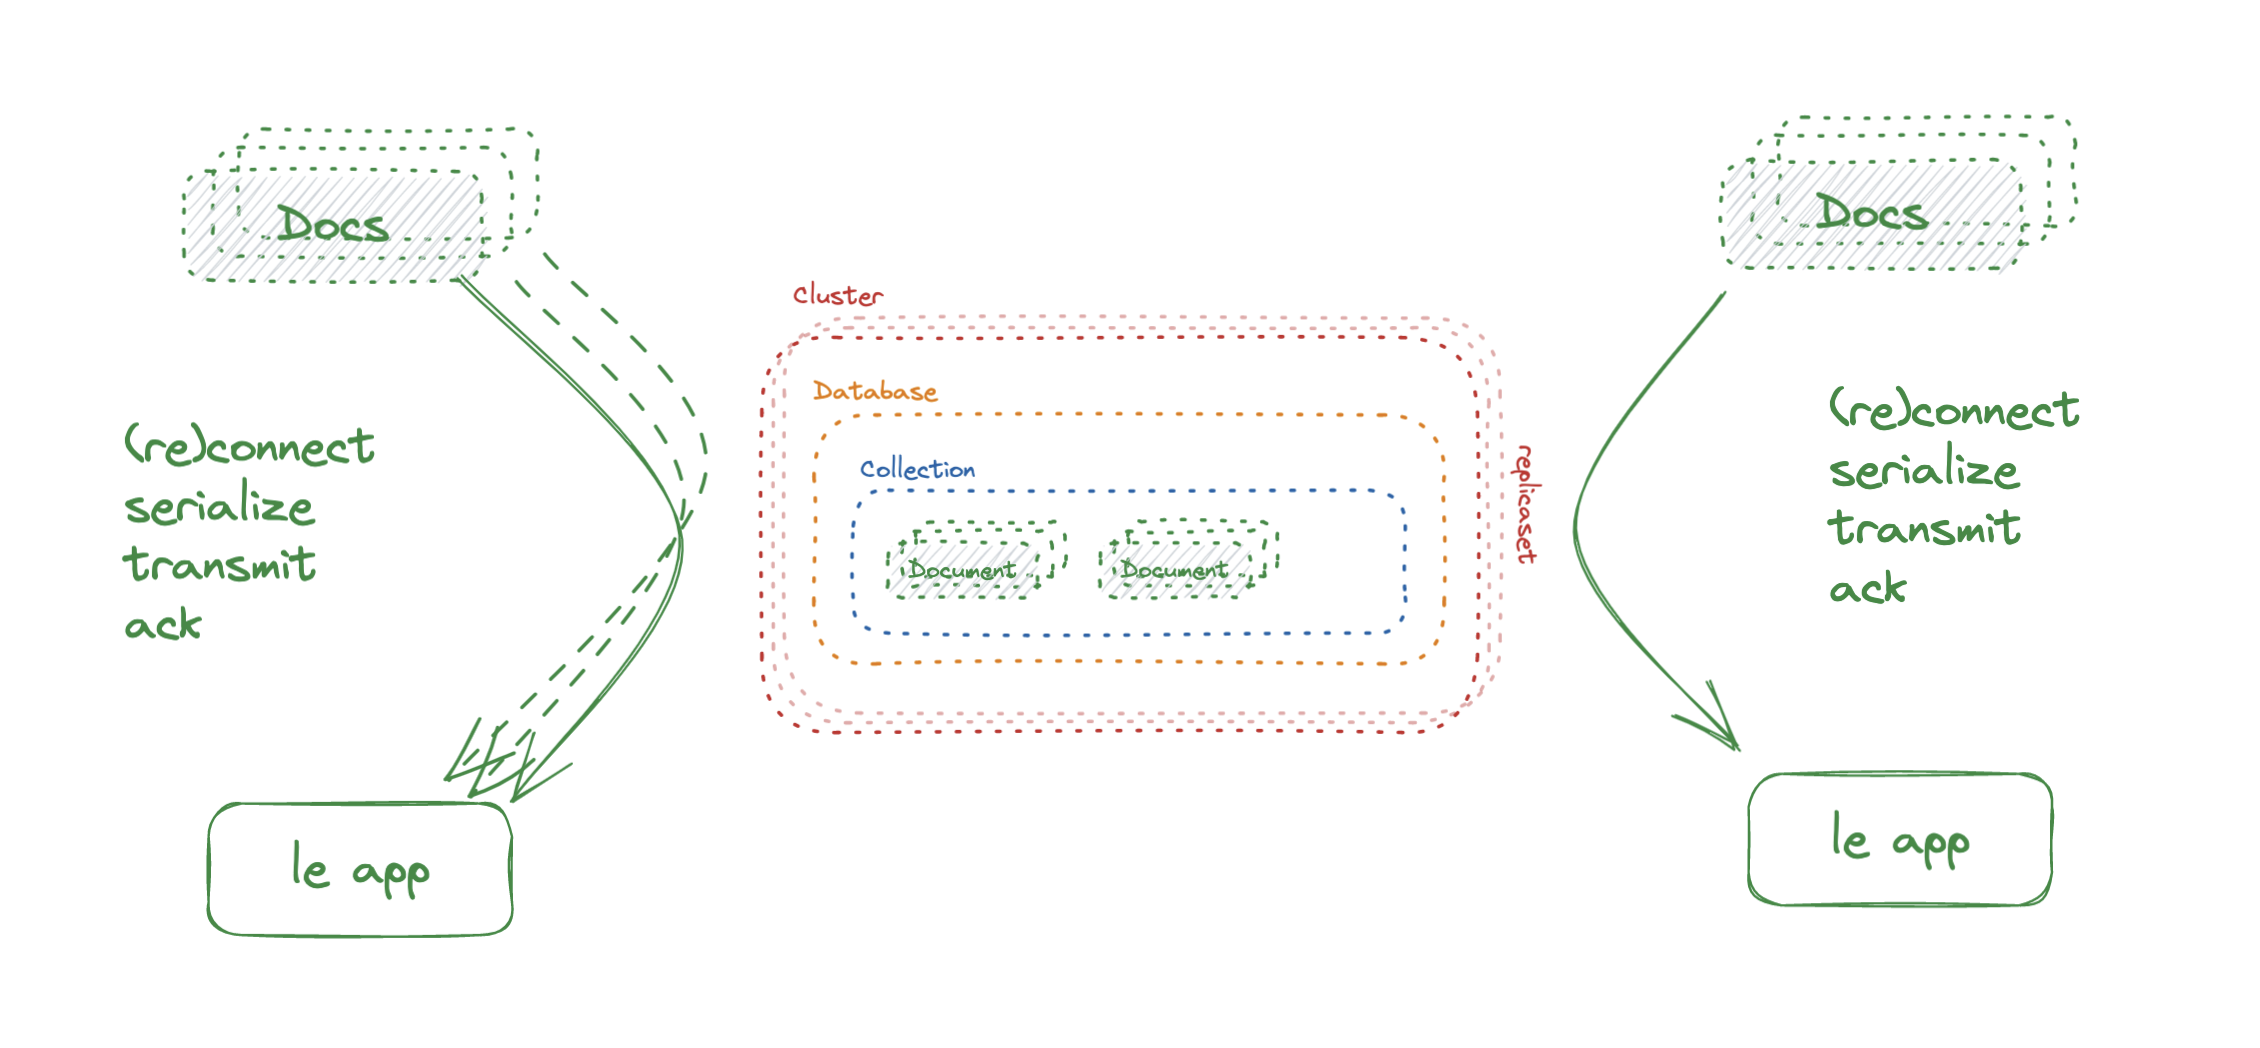 Docs
(re)connect
serialize
transmit
ack
le app
Cluster
Database
Collection
Document
Document
replicaset
Docs
(re)connect
serialize
transmit
ack
le app